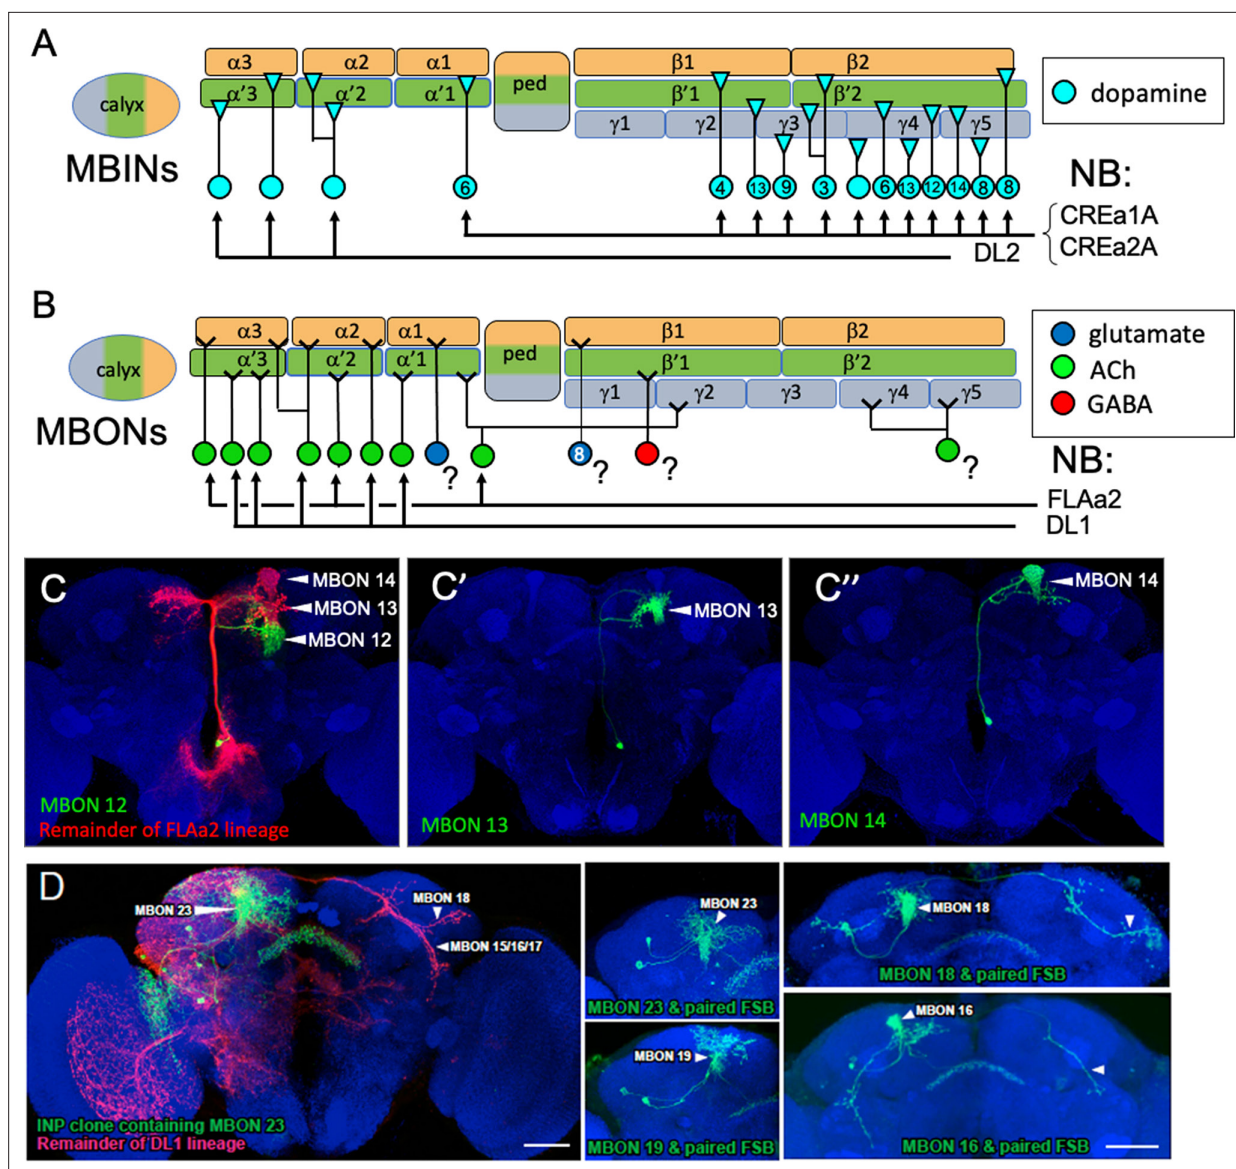 A
α3
α2
α1
β1
β2
calyx
α'3
α'2
α'1
ped
β'1
β'2
γ1
γ2
γ3
γ4
γ5
dopamine
MBINs
6
4
13
9
3
6
13
12
14
8
8
NB:
CREa1A
CREa2A
DL2
B
α3
α2
α1
β1
β2
calyx
α'3
α'2
α'1
ped
β'1
β'2
γ1
γ2
γ3
γ4
γ5
glutamate
ACh
GABA
MBONs
?
8
?
?
?
NB:
FLAa2
DL1
C
MBON 14
MBON 13
MBON 12
MBON 12
Remainder of FLAa2 lineage
C'
MBON 13
MBON 13
C''
MBON 14
MBON 14
D
MBON 23
MBON 18
MBON 15/16/17
INP clone containing MBON 23
Remainder of DL1 lineage
MBON 23
MBON 23 & paired FSB
MBON 18
MBON 18 & paired FSB
MBON 19
MBON 19 & paired FSB
MBON 16
MBON 16 & paired FSB